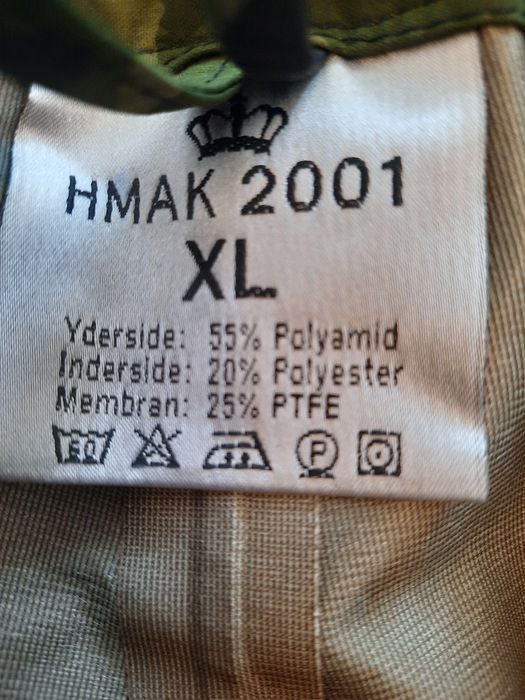 HMAK 2001
XL
Yderside: 55% Polyamid
Inderside: 20% Polyester
Membran: 25% PTFE
P